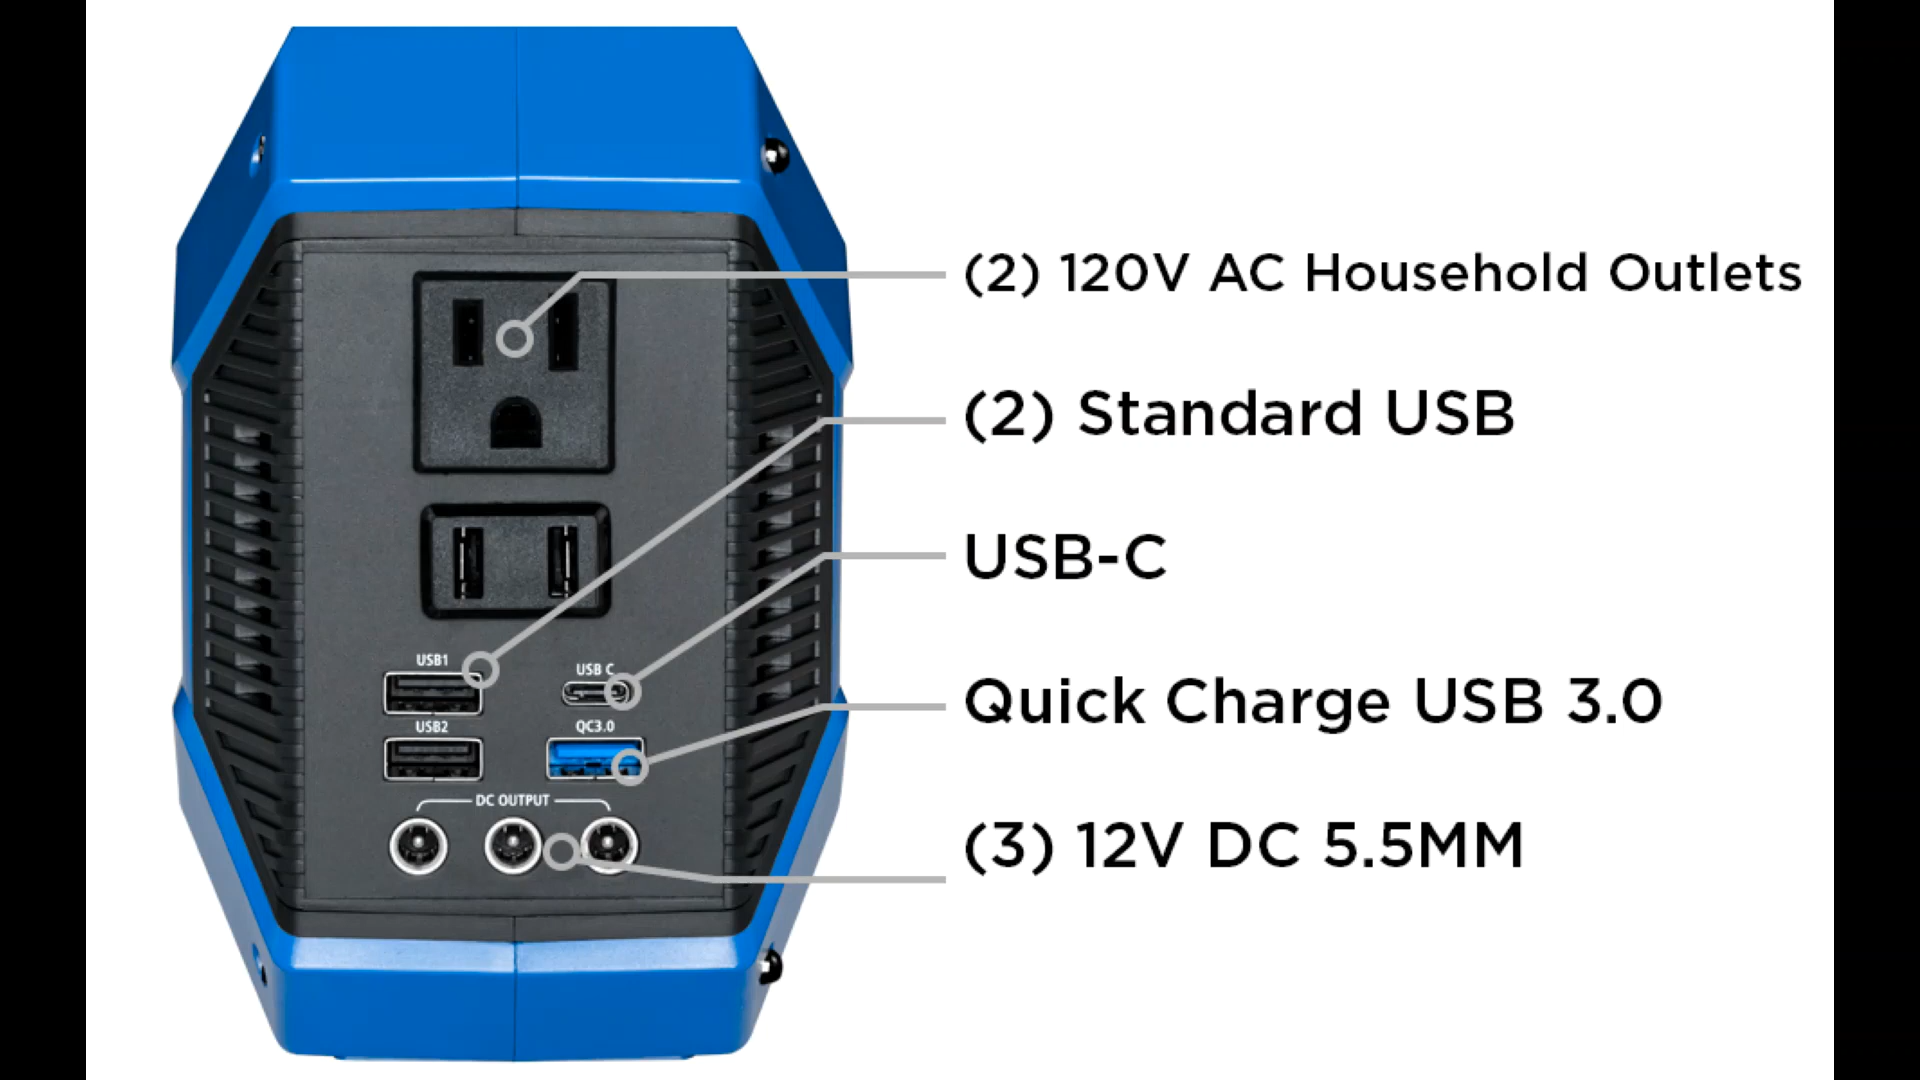 (2) 120V AC Household Outlets
(2) Standard USB
USB-C
Quick Charge USB 3.0
(3) 12V DC 5.5MM
USB1
USB C
USB2
QC3.0
DC OUTPUT